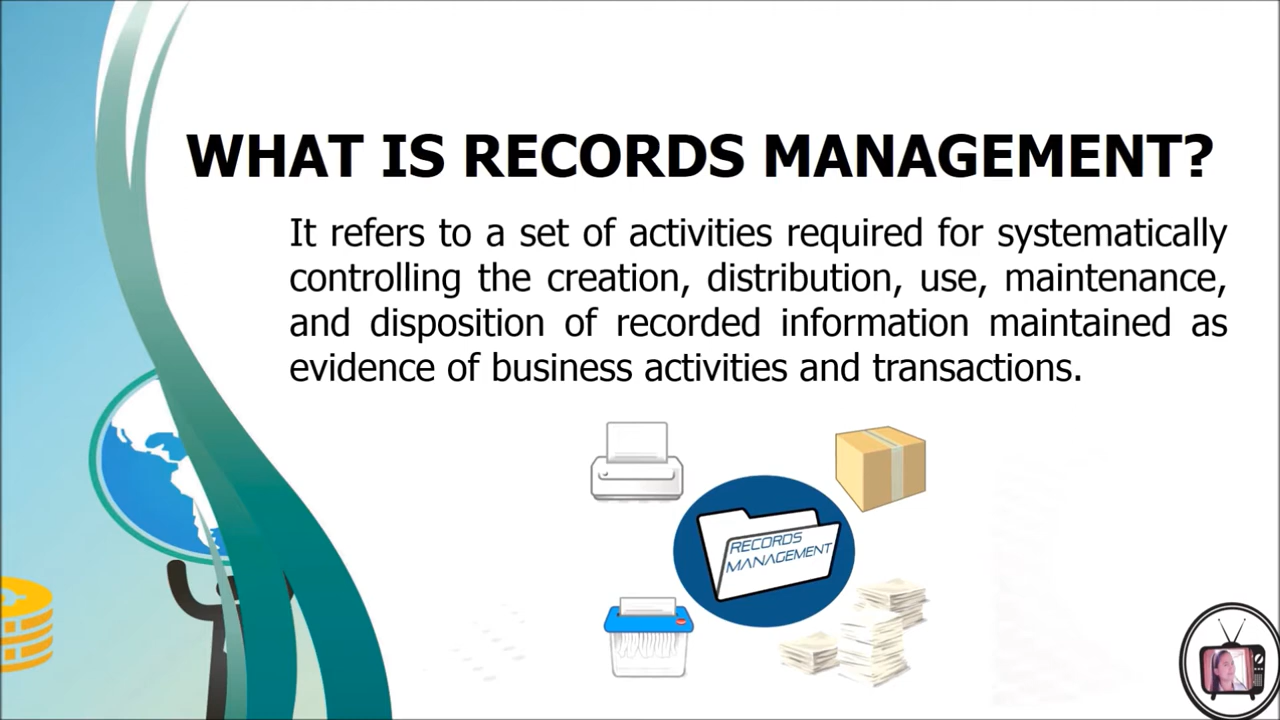 WHAT IS RECORDS MANAGEMENT?
It refers to a set of activities required for systematically
controlling the creation, distribution, use, maintenance,
and disposition of recorded information maintained as
evidence of business activities and transactions.
RECORDS
MANAGEMENT